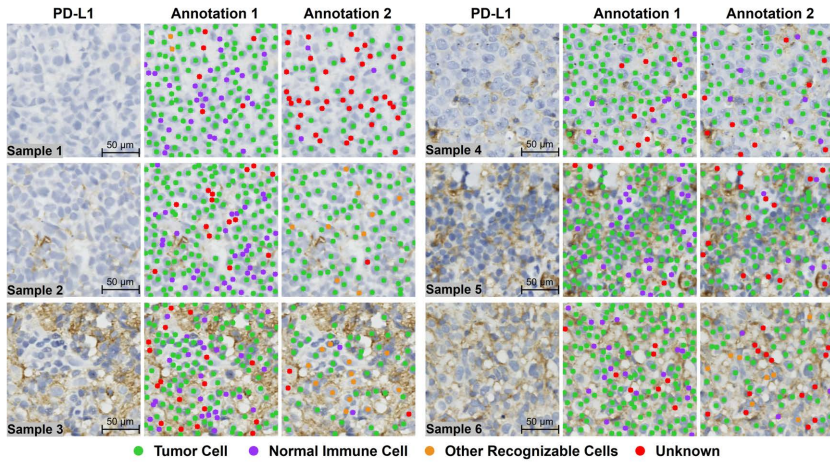 PD-L1 Annotation 1 Annotation 2 PD-L1 Annotation 1 Annotation 2
Sample 1 50 µm Sample 4 50 µm
Sample 2 50 µm Sample 5 50 µm
Sample 3 50 µm Sample 6 50 µm
Tumor Cell Normal Immune Cell Other Recognizable Cells Unknown